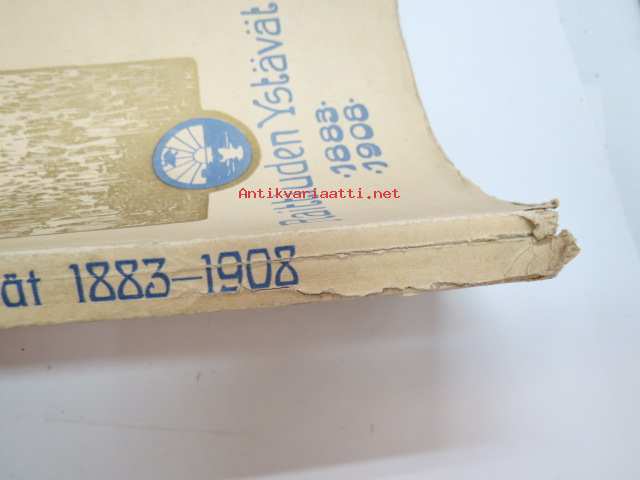 Raittiuden Ystävät
·1883·
·1908·
Antikvariaatti.net
ät 1883–1908